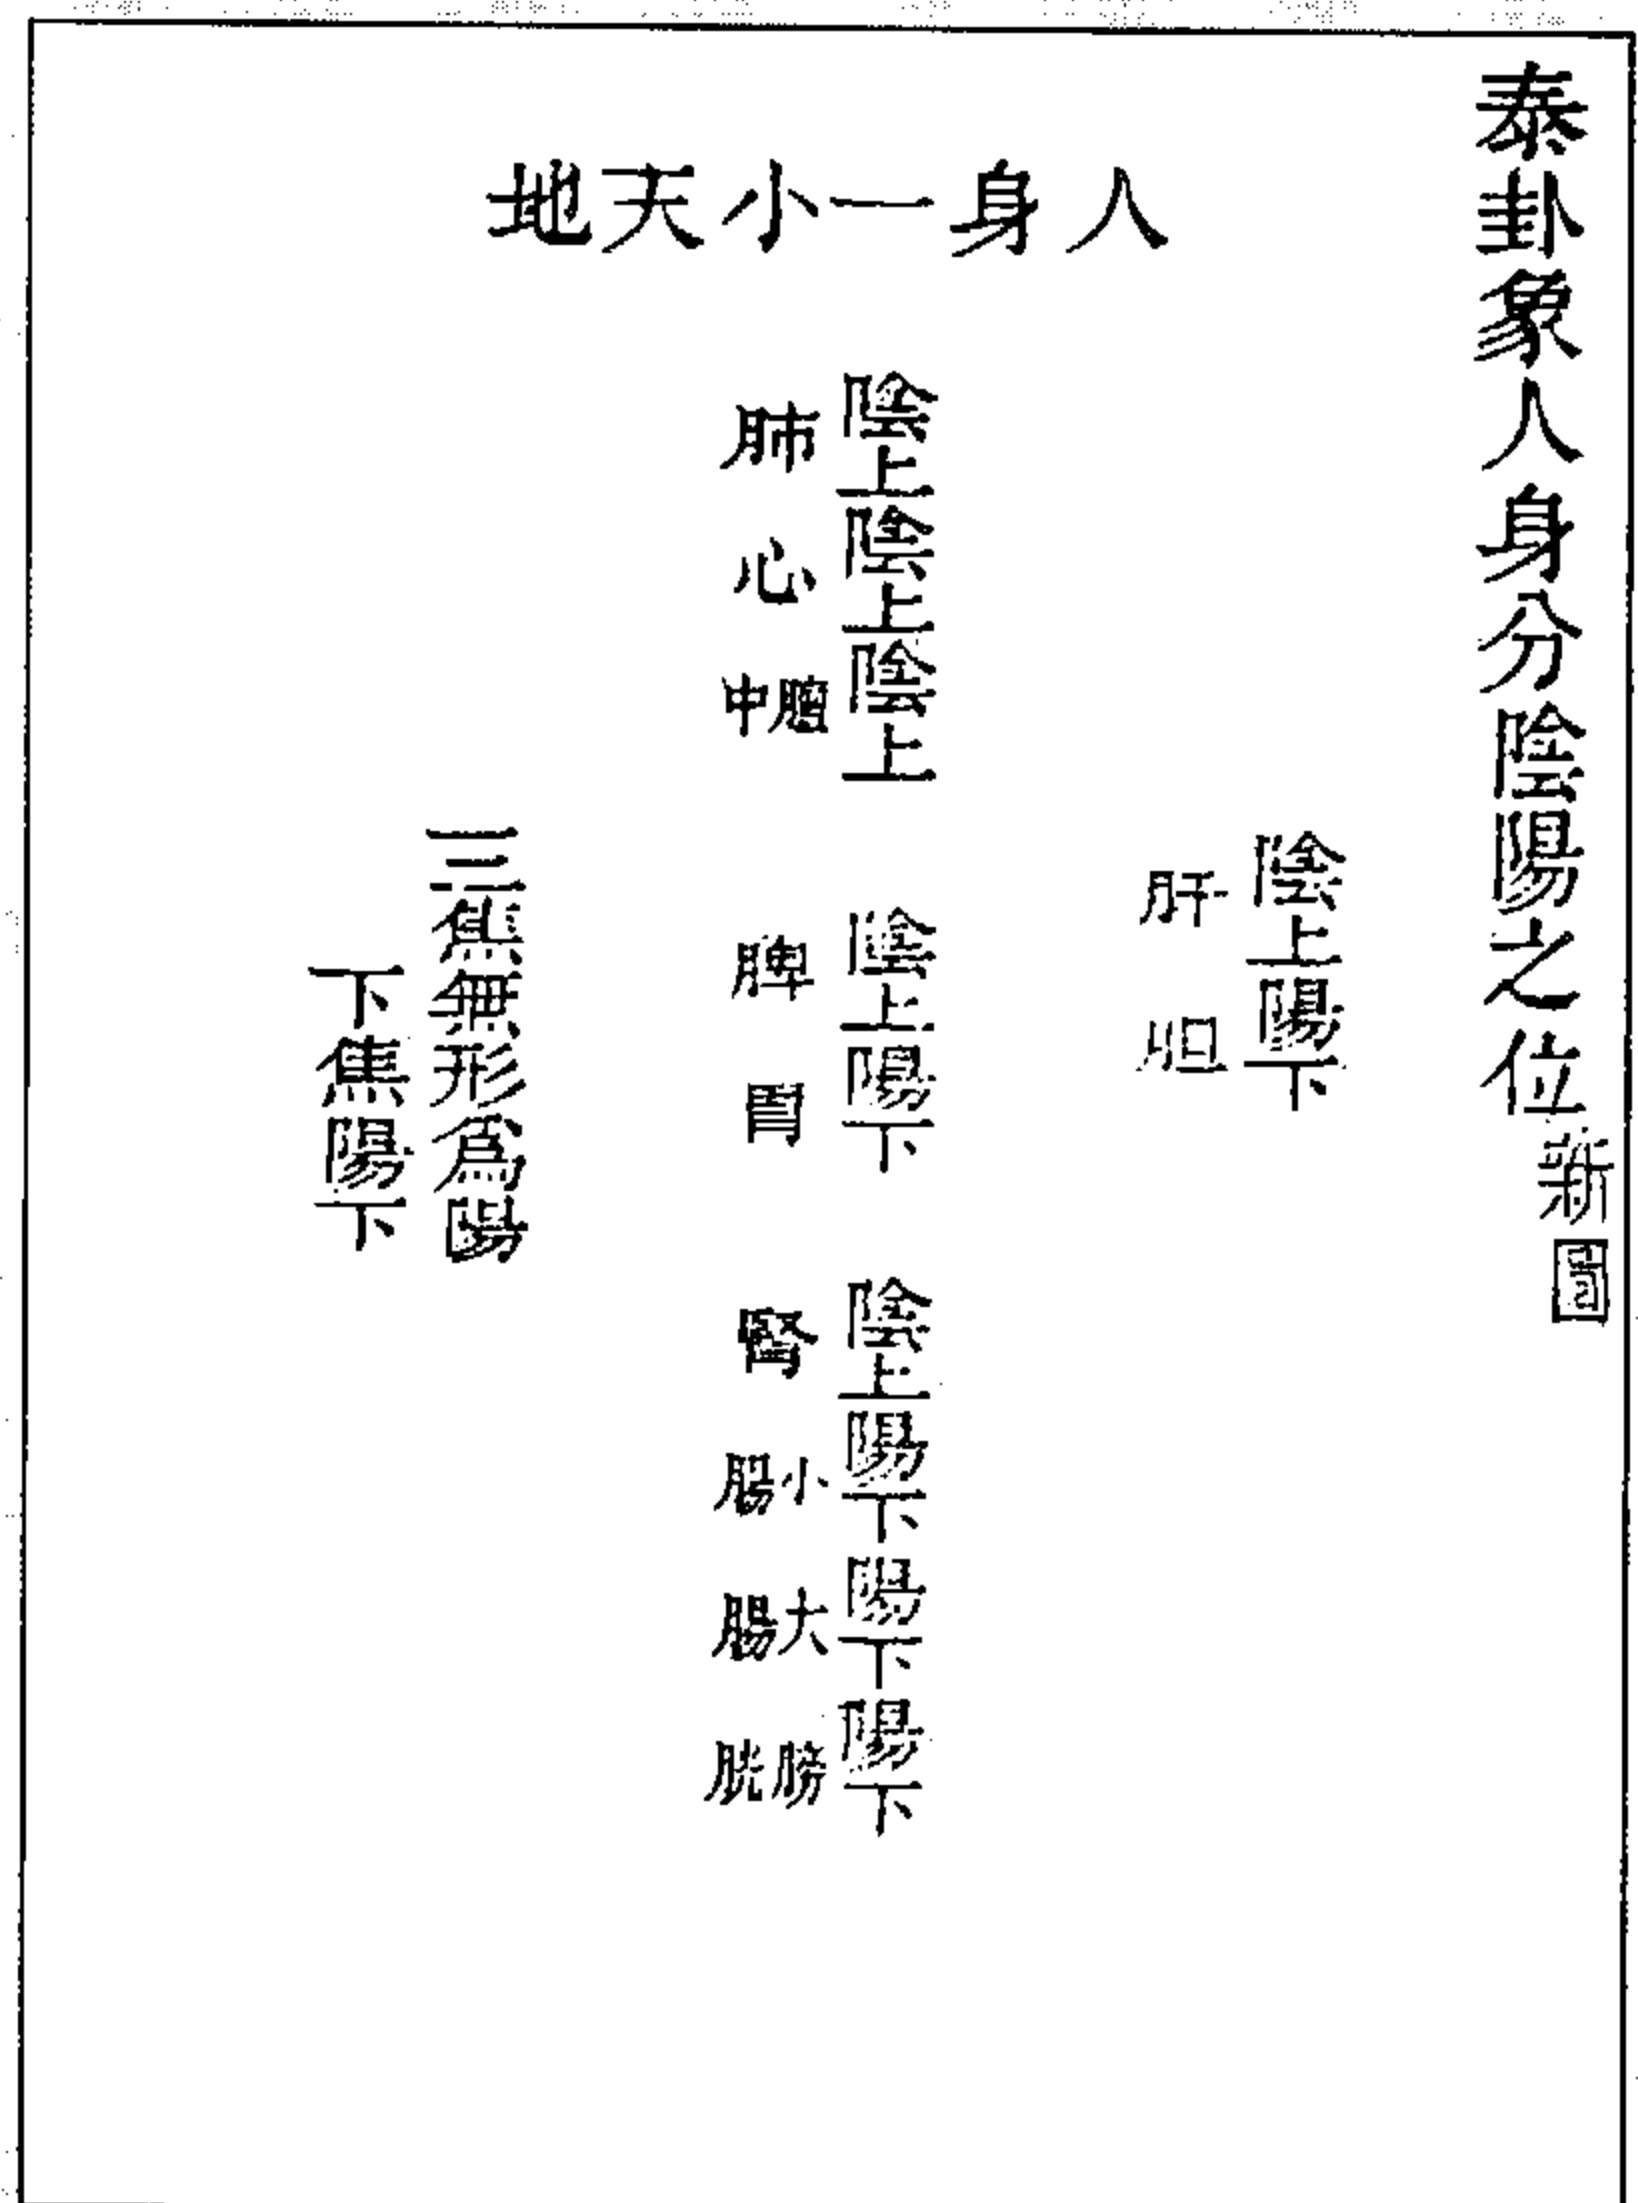 泰卦象人身分陰陽之位新圖
人身一小天地
陰上陽下
肝胆
陰上陰上陰上 陰上陽下 陰上陽下陽下陽下
肺心膻中 脾胃 腎小腸大腸膀胱
三焦無形爲陽
下焦陽下